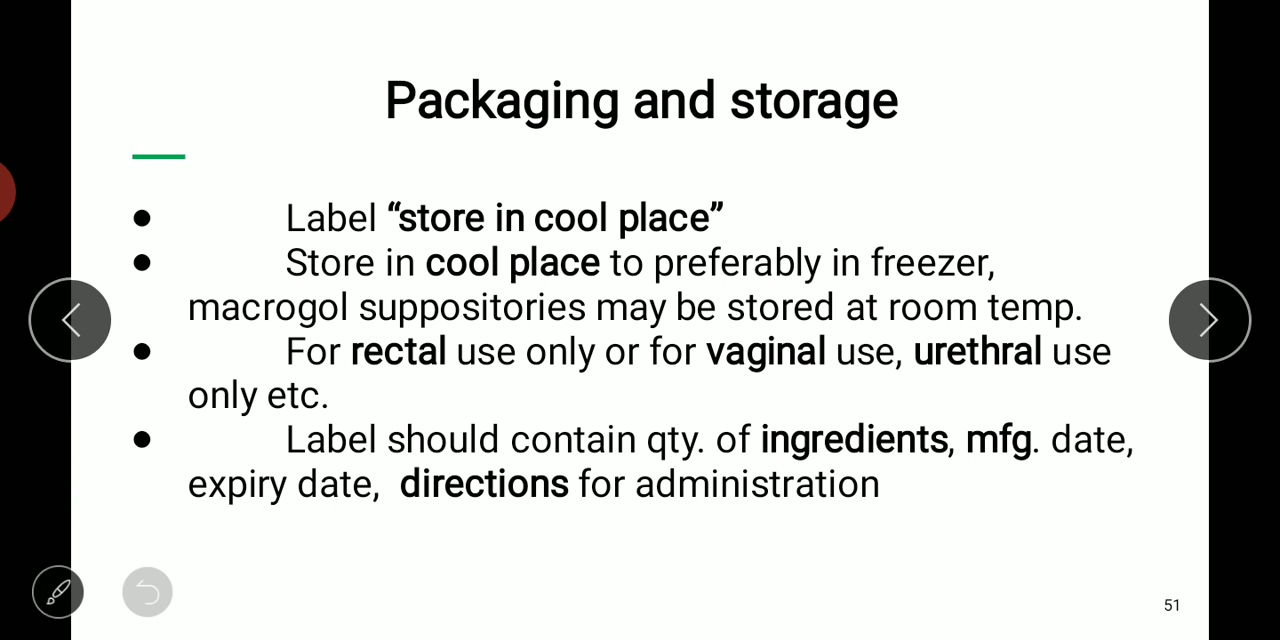 Packaging and storage
● Label “store in cool place”
● Store in cool place to preferably in freezer,
macrogol suppositories may be stored at room temp.
● For rectal use only or for vaginal use, urethral use
only etc.
● Label should contain qty. of ingredients, mfg. date,
expiry date, directions for administration
51